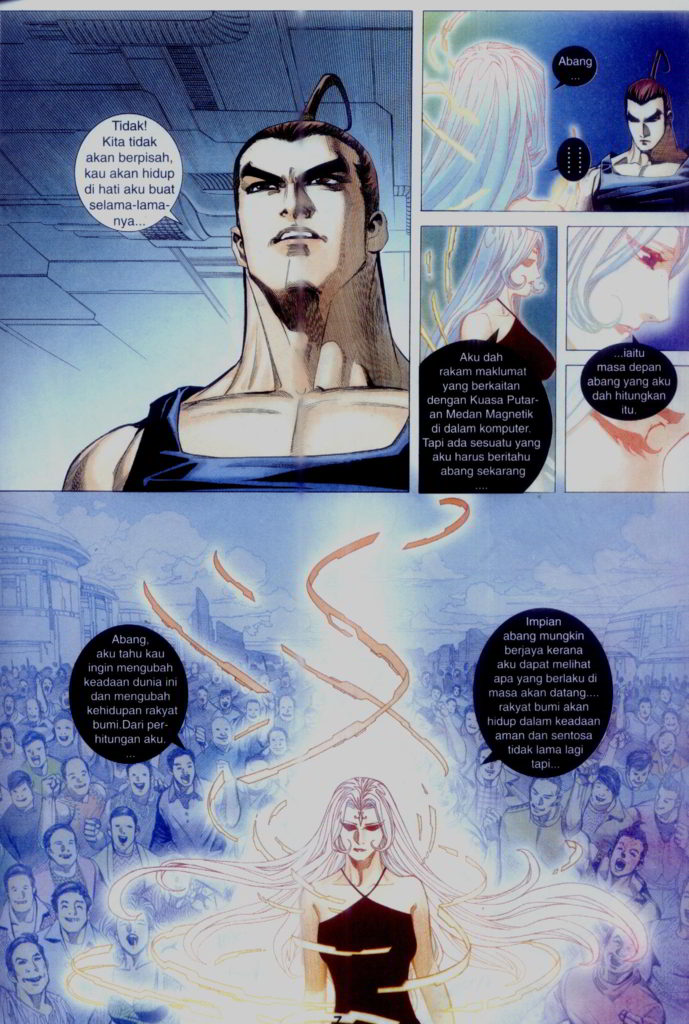 Tidak!
Kita tidak
akan berpisah,
kau akan hidup
di hati aku buat
selama-lama-
nya...
Abang
...
....
Aku dah
rakam maklumat
yang berkaitan
dengan Kuasa Putar-
an Medan Magnetik
di dalam komputer.
Tapi ada sesuatu yang
aku harus beritahu
abang sekarang
....
...iaitu
masa depan
abang yang aku
dah hitungkan
itu.
Abang,
aku tahu kau
ingin mengubah
keadaan dunia ini
dan mengubah
kehidupan rakyat
bumi.Dari per-
hitungan aku.
...
Impian
abang mungkin
berjaya kerana
aku dapat melihat
apa yang berlaku di
masa akan datang....
rakyat bumi akan
hidup dalam keadaan
aman dan sentosa
tidak lama lagi
tapi...
7